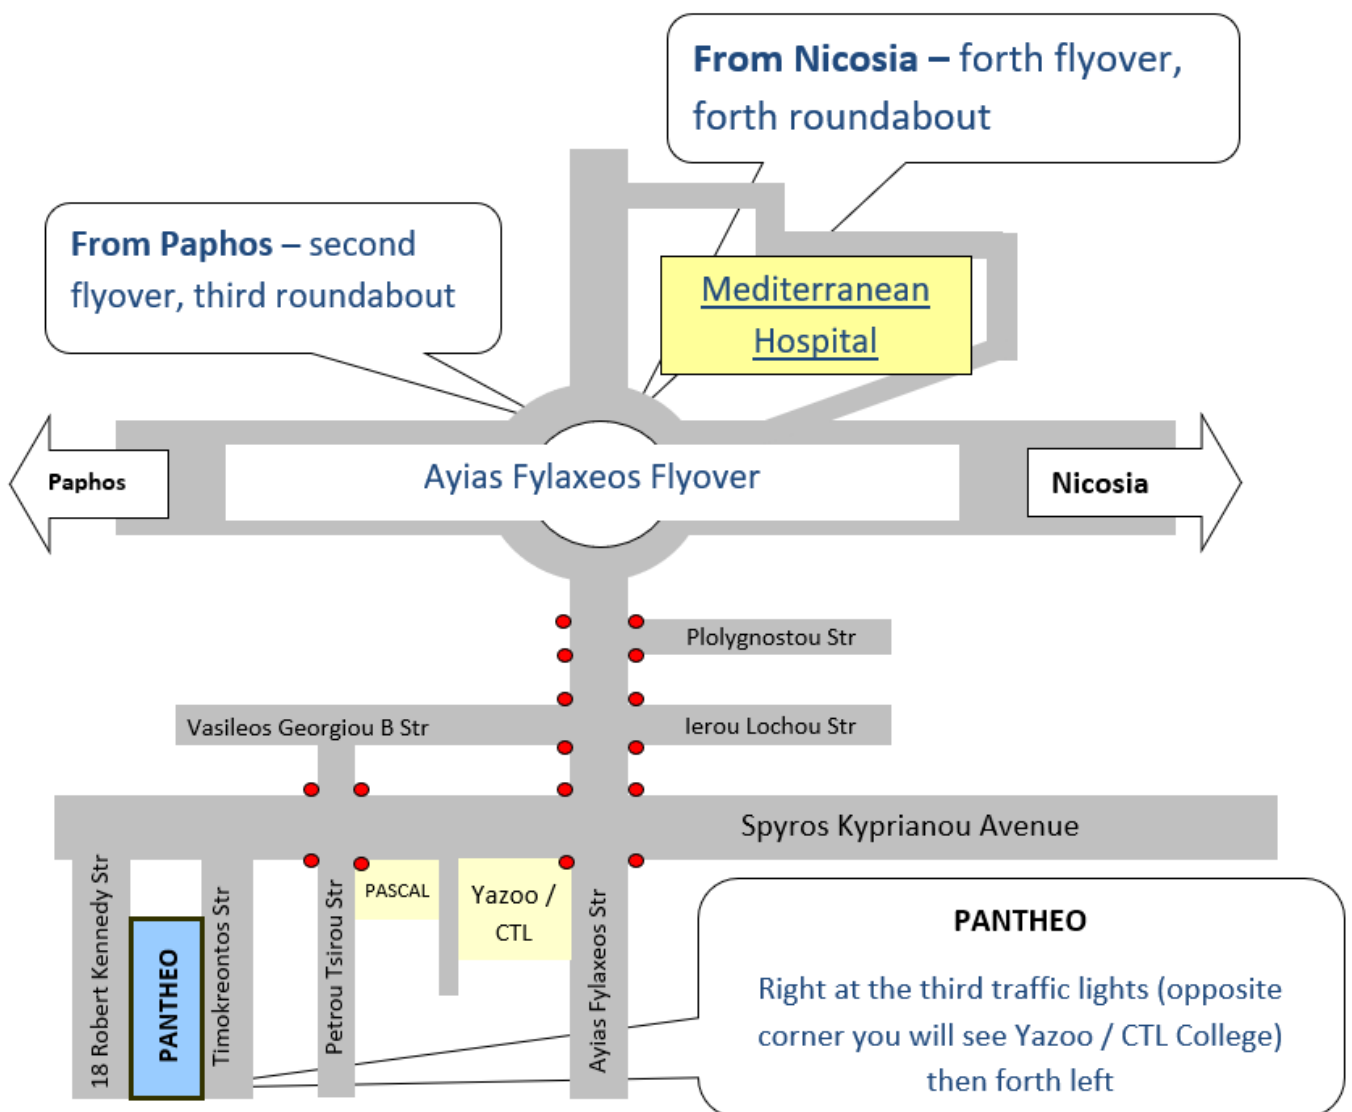 From Nicosia – forth flyover,
forth roundabout
From Paphos – second
flyover, third roundabout
Mediterranean
Hospital
Paphos
Ayias Fylaxeos Flyover
Nicosia
Plolygnostou Str
Vasileos Georgiou B Str
Ierou Lochou Str
Spyros Kyprianou Avenue
18 Robert Kennedy Str
PANTHEO
Timokreontos Str
Petrou Tsirou Str
PASCAL
Yazoo /
CTL
Ayias Fylaxeos Str
PANTHEO
Right at the third traffic lights (opposite
corner you will see Yazoo / CTL College)
then forth left